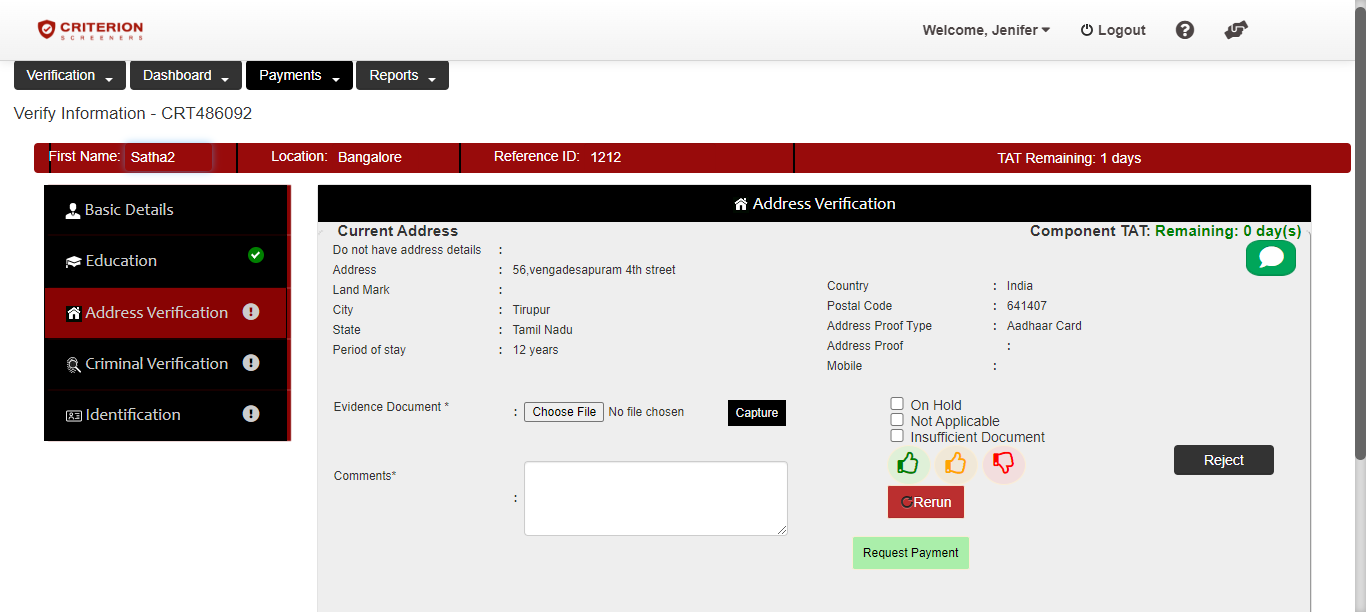 CRITERION
SCREENERS
Welcome, Jenifer
Logout
Verification
Dashboard
Payments
Reports
Verify Information - CRT486092
First Name: Satha2
Location: Bangalore
Reference ID: 1212
TAT Remaining: 1 days
Basic Details
Education
Address Verification
Criminal Verification
Identification
Address Verification
Current Address
Component TAT: Remaining: 0 day(s)
Do not have address details :
Address : 56,vengadesapuram 4th street
Land Mark :
City : Tirupur
State : Tamil Nadu
Period of stay : 12 years
Country : India
Postal Code : 641407
Address Proof Type : Aadhaar Card
Address Proof :
Mobile :
Evidence Document * : Choose File No file chosen
Capture
On Hold
Not Applicable
Insufficient Document
Reject
Comments* :
Rerun
Request Payment